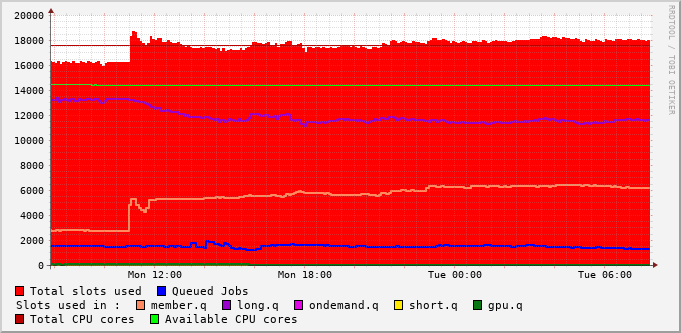 20000
18000
16000
14000
12000
10000
8000
6000
4000
2000
0
Mon 12:00 Mon 18:00 Tue 00:00 Tue 06:00
RRDTOOL / TOBI OETIKER
Total slots used Queued Jobs
Slots used in : member.q long.q ondemand.q short.q gpu.q
Total CPU cores Available CPU cores